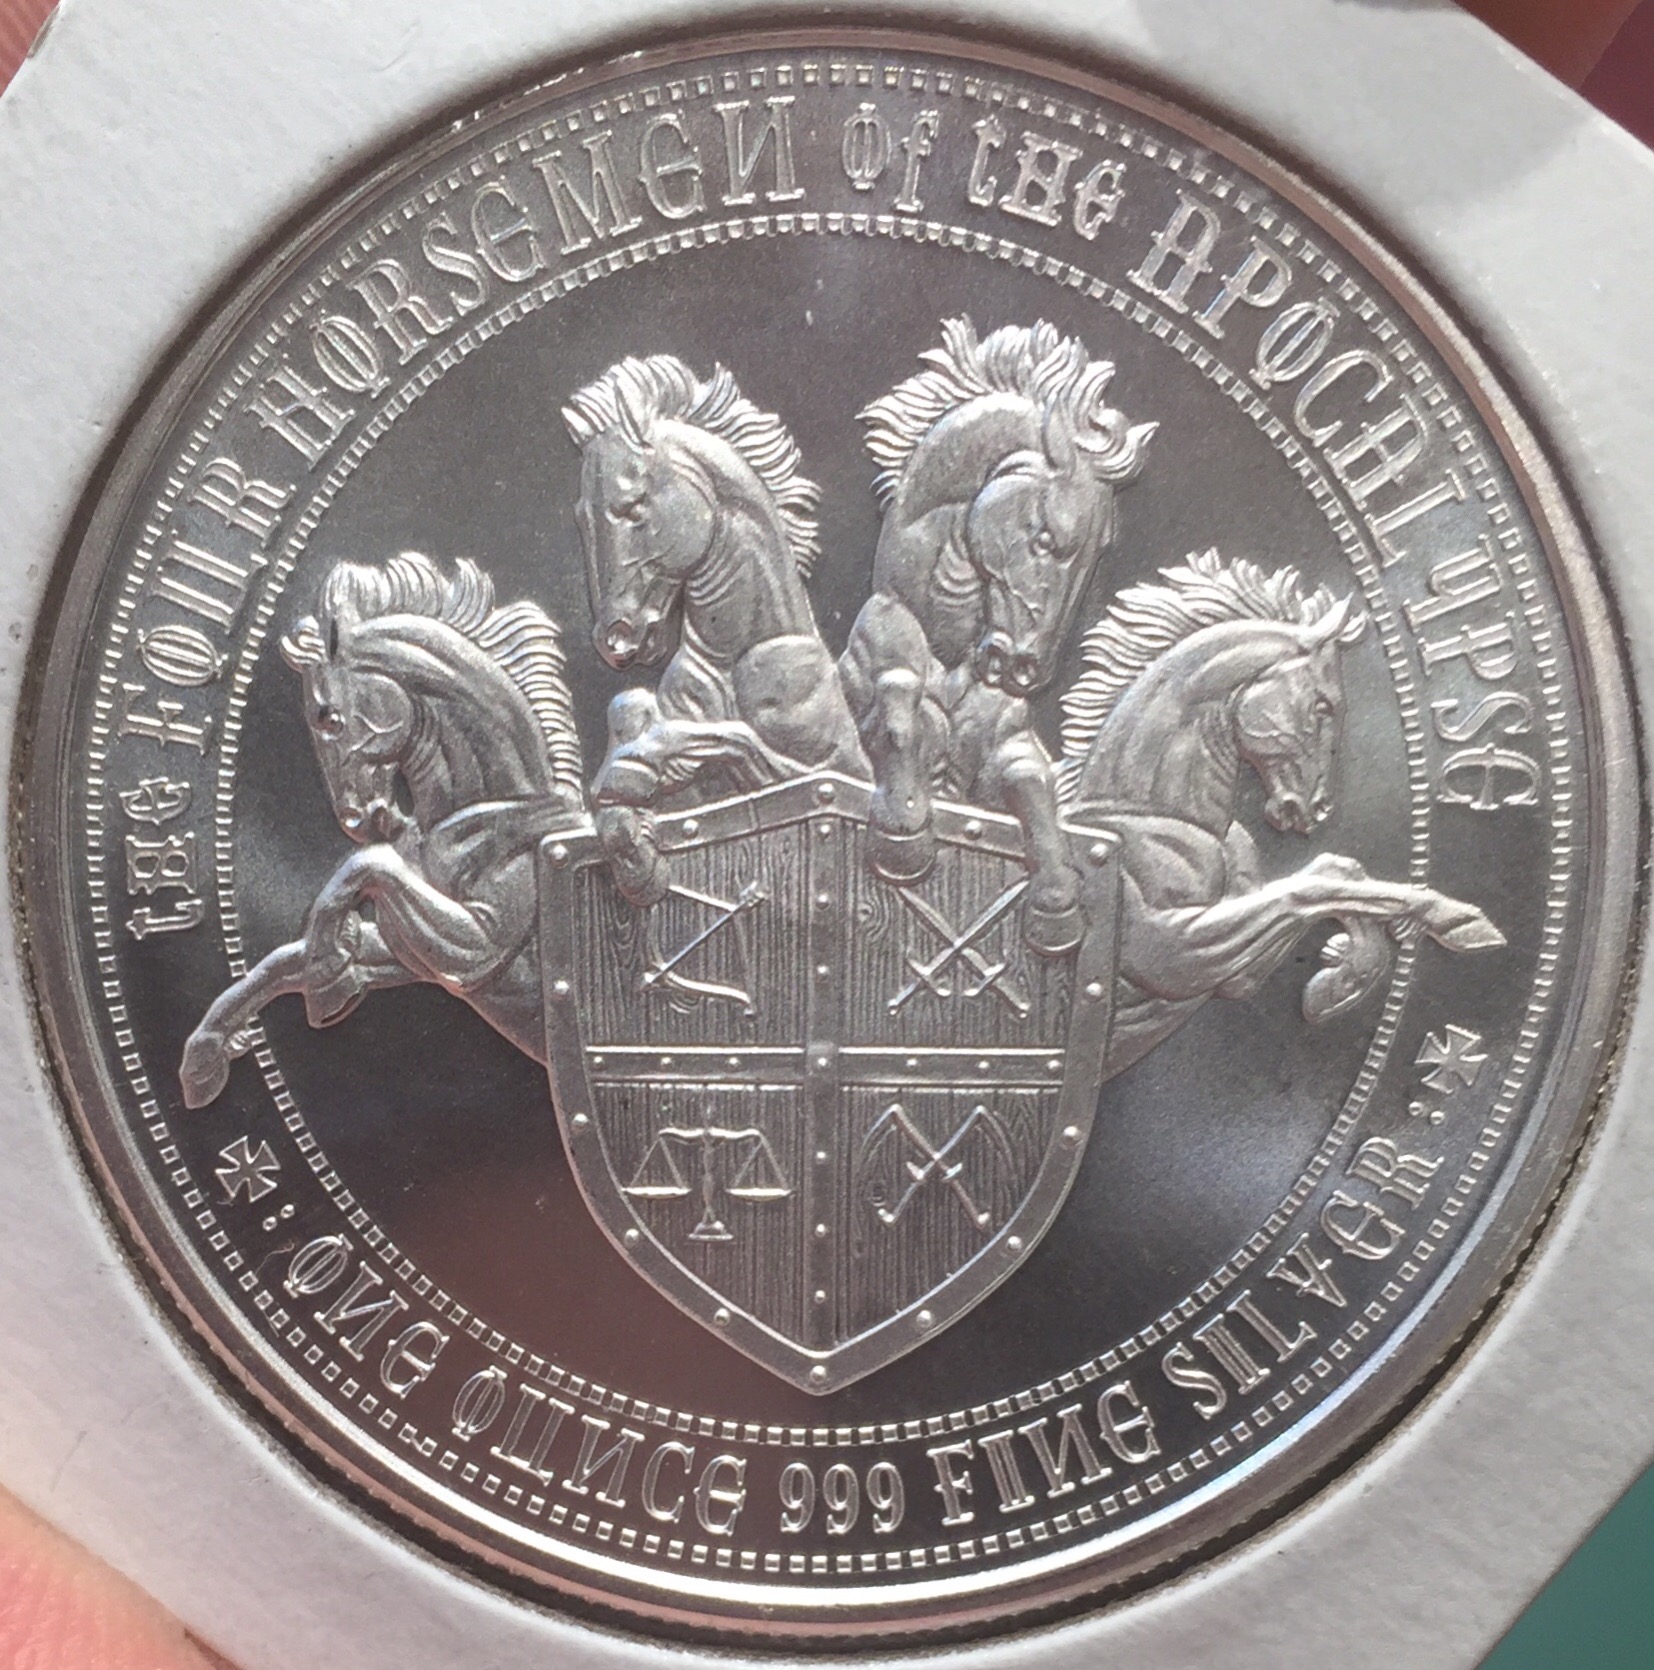 THE FOUR HORSEMEN of the APOCALYPSE
ONE OUNCE 999 FINE SILVER